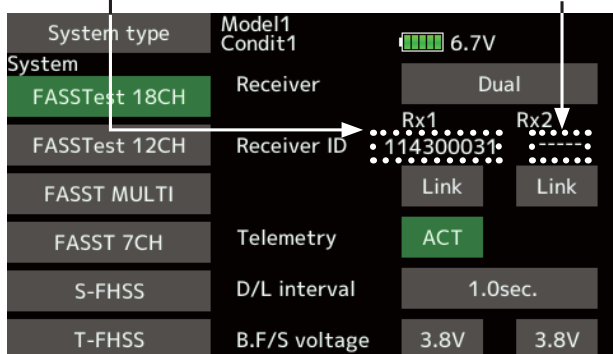 System type
Model1
Condit1
6.7V
System
FASSTest 18CH
Receiver
Dual
Rx1
Rx2
FASSTest 12CH
Receiver ID
114300031
-----
FASST MULTI
Link
Link
FASST 7CH
Telemetry
ACT
S-FHSS
D/L interval
1.0sec.
T-FHSS
B.F/S voltage
3.8V
3.8V